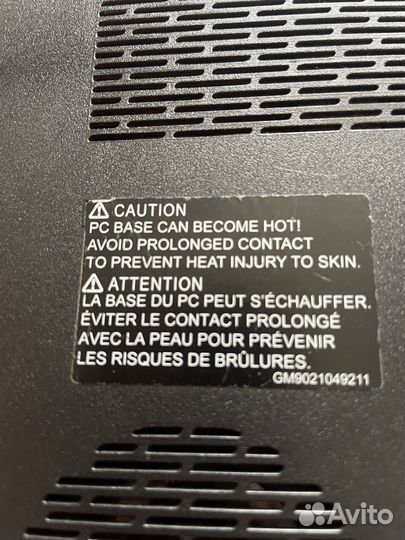 ⚠ CAUTION
PC BASE CAN BECOME HOT!
AVOID PROLONGED CONTACT
TO PREVENT HEAT INJURY TO SKIN.
⚠ ATTENTION
LA BASE DU PC PEUT S'ÉCHAUFFER.
ÉVITER LE CONTACT PROLONGÉ
AVEC LA PEAU POUR PRÉVENIR
LES RISQUES DE BRÛLURES.
GM9021049211
Avito